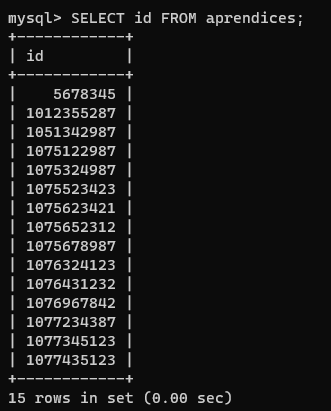 mysql> SELECT id FROM aprendices;
+------------+
| id         |
+------------+
|    5678345 |
| 1012355287 |
| 1051342987 |
| 1075122987 |
| 1075324987 |
| 1075523423 |
| 1075623421 |
| 1075652312 |
| 1075678987 |
| 1076324123 |
| 1076431232 |
| 1076967842 |
| 1077234387 |
| 1077345123 |
| 1077435123 |
+------------+
15 rows in set (0.00 sec)